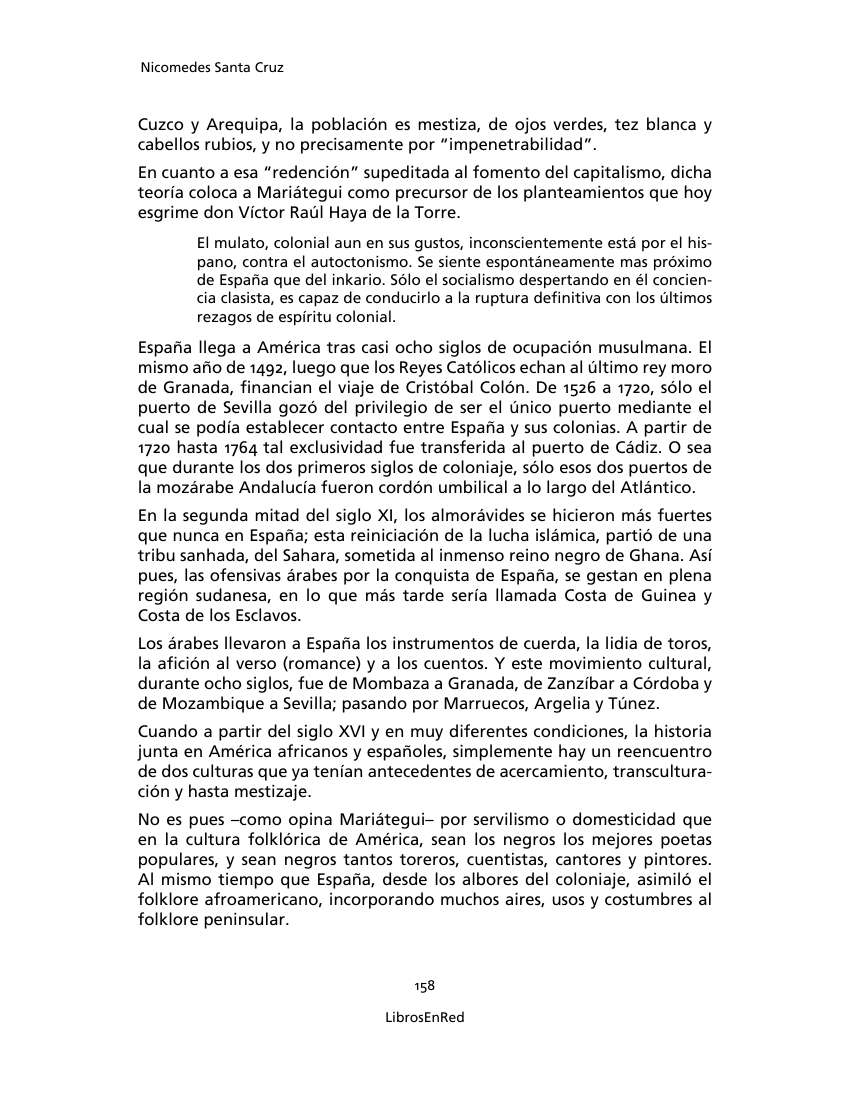 Nicomedes Santa Cruz
Cuzco y Arequipa, la población es mestiza, de ojos verdes, tez blanca y
cabellos rubios, y no precisamente por “impenetrabilidad”.
En cuanto a esa “redención” supeditada al fomento del capitalismo, dicha
teoría coloca a Mariátegui como precursor de los planteamientos que hoy
esgrime don Víctor Raúl Haya de la Torre.
El mulato, colonial aun en sus gustos, inconscientemente está por el his-
pano, contra el autoctonismo. Se siente espontáneamente mas próximo
de España que del inkario. Sólo el socialismo despertando en él concien-
cia clasista, es capaz de conducirlo a la ruptura definitiva con los últimos
rezagos de espíritu colonial.
España llega a América tras casi ocho siglos de ocupación musulmana. El
mismo año de 1492, luego que los Reyes Católicos echan al último rey moro
de Granada, financian el viaje de Cristóbal Colón. De 1526 a 1720, sólo el
puerto de Sevilla gozó del privilegio de ser el único puerto mediante el
cual se podía establecer contacto entre España y sus colonias. A partir de
1720 hasta 1764 tal exclusividad fue transferida al puerto de Cádiz. O sea
que durante los dos primeros siglos de coloniaje, sólo esos dos puertos de
la mozárabe Andalucía fueron cordón umbilical a lo largo del Atlántico.
En la segunda mitad del siglo XI, los almorávides se hicieron más fuertes
que nunca en España; esta reiniciación de la lucha islámica, partió de una
tribu sanhada, del Sahara, sometida al inmenso reino negro de Ghana. Así
pues, las ofensivas árabes por la conquista de España, se gestan en plena
región sudanesa, en lo que más tarde sería llamada Costa de Guinea y
Costa de los Esclavos.
Los árabes llevaron a España los instrumentos de cuerda, la lidia de toros,
la afición al verso (romance) y a los cuentos. Y este movimiento cultural,
durante ocho siglos, fue de Mombaza a Granada, de Zanzíbar a Córdoba y
de Mozambique a Sevilla; pasando por Marruecos, Argelia y Túnez.
Cuando a partir del siglo XVI y en muy diferentes condiciones, la historia
junta en América africanos y españoles, simplemente hay un reencuentro
de dos culturas que ya tenían antecedentes de acercamiento, transcultura-
ción y hasta mestizaje.
No es pues –como opina Mariátegui– por servilismo o domesticidad que
en la cultura folklórica de América, sean los negros los mejores poetas
populares, y sean negros tantos toreros, cuentistas, cantores y pintores.
Al mismo tiempo que España, desde los albores del coloniaje, asimiló el
folklore afroamericano, incorporando muchos aires, usos y costumbres al
folklore peninsular.
158
LibrosEnRed